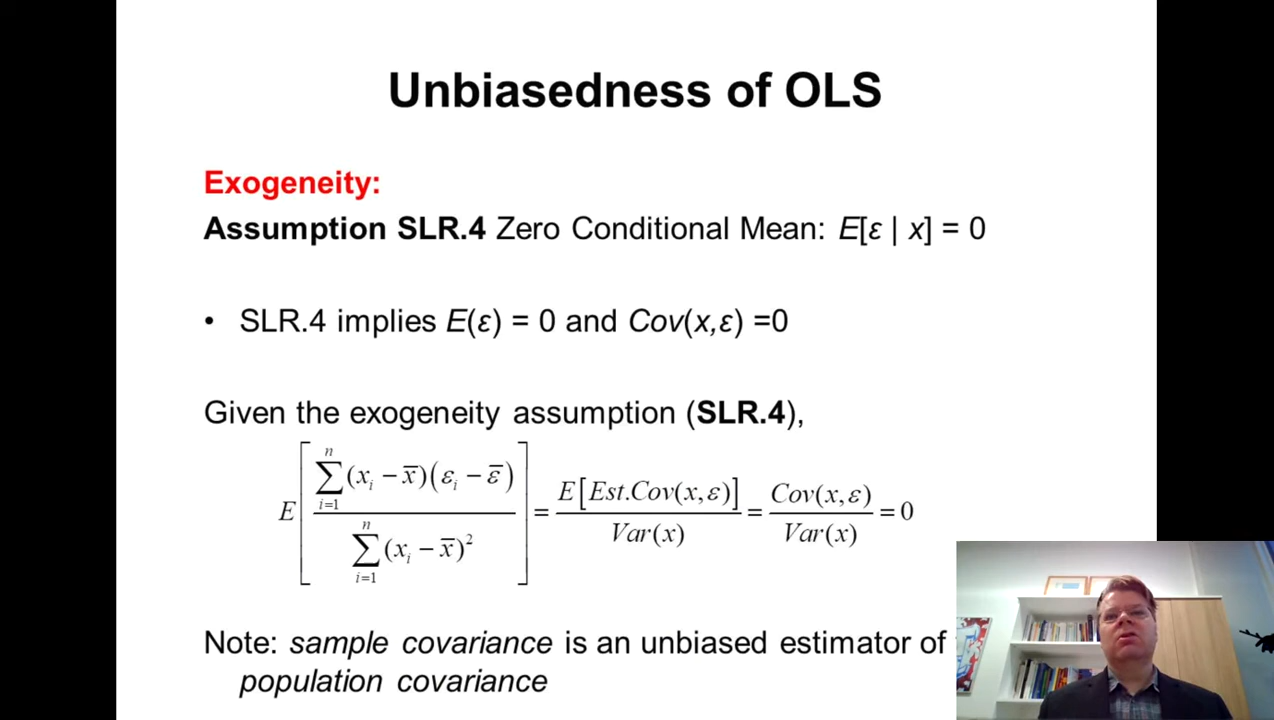 Unbiasedness of OLS
Exogeneity:
Assumption SLR.4 Zero Conditional Mean: E[ε | x] = 0
• SLR.4 implies E(ε) = 0 and Cov(x,ε) =0
Given the exogeneity assumption (SLR.4),
E[ ∑_{i=1}^{n} (x_i − x̄)(ε_i − ε̄) / ∑_{i=1}^{n} (x_i − x̄)² ] = E[Est.Cov(x,ε)] / Var(x) = Cov(x,ε) / Var(x) = 0
Note: sample covariance is an unbiased estimator of
population covariance